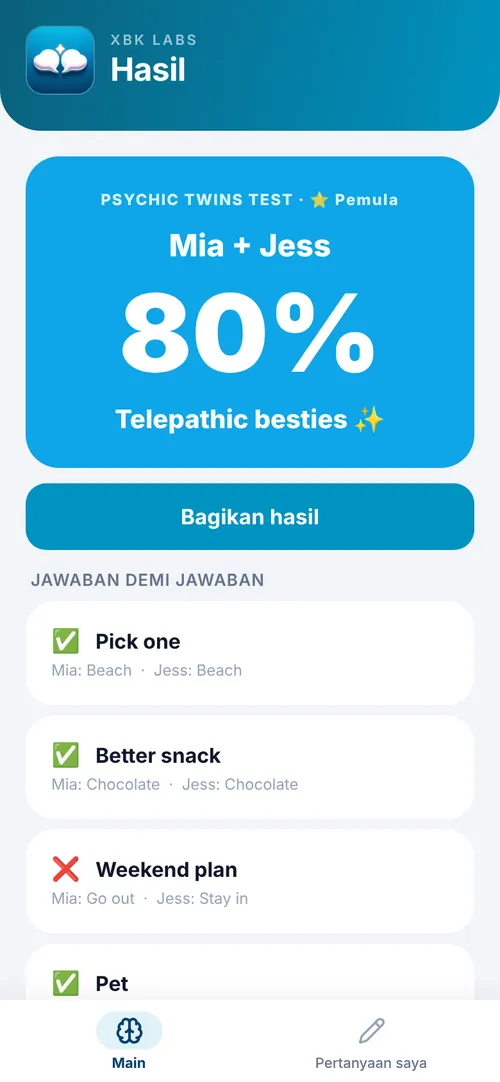 XBK LABS
Hasil
PSYCHIC TWINS TEST · ⭐ Pemula
Mia + Jess
80%
Telepathic besties ✨
Bagikan hasil
JAWABAN DEMI JAWABAN
✅ Pick one
Mia: Beach · Jess: Beach
✅ Better snack
Mia: Chocolate · Jess: Chocolate
❌ Weekend plan
Mia: Go out · Jess: Stay in
✅ Pet
Main
Pertanyaan saya